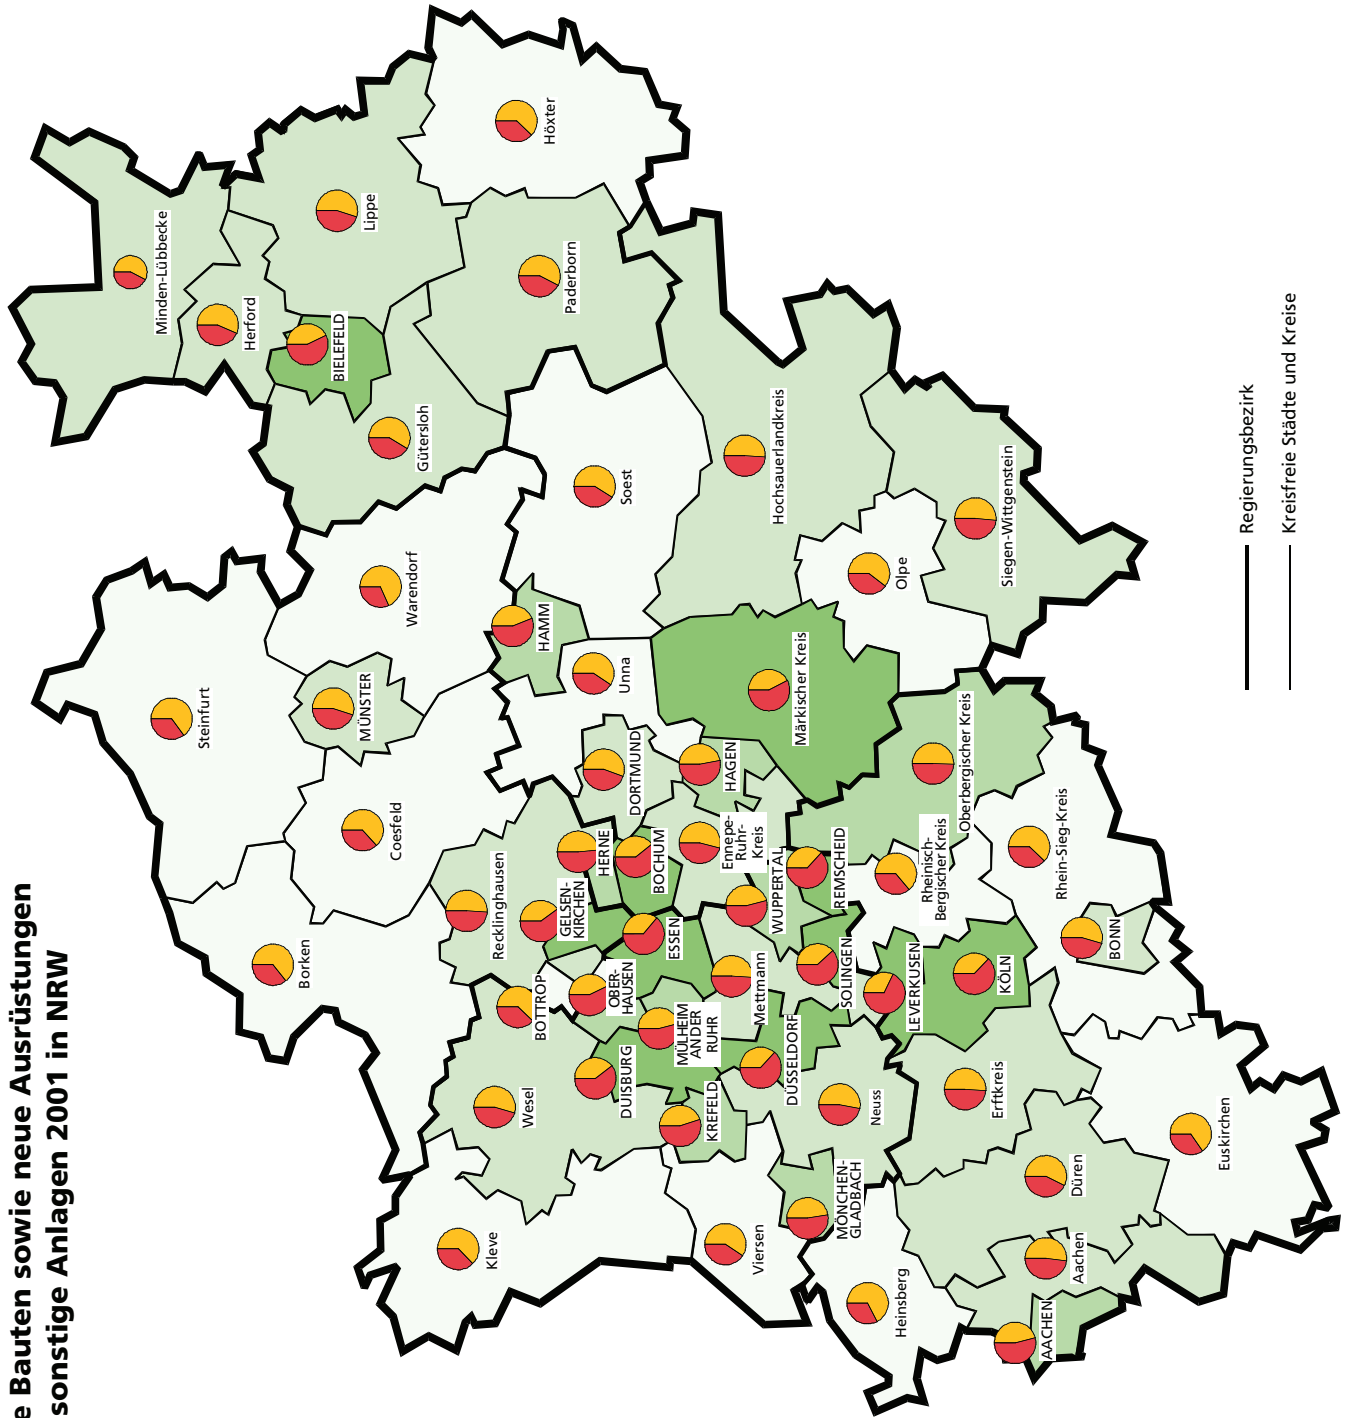 e Bauten sowie neue Ausrüstungen
sonstige Anlagen 2001 in NRW
Minden-Lübbecke
Herford
BIELEFELD
Lippe
Höxter
Gütersloh
Paderborn
Steinfurt
Warendorf
MÜNSTER
Coesfeld
Borken
Soest
HAMM
Unna
Hochsauerlandkreis
Siegen-Wittgenstein
Olpe
Märkischer Kreis
DORTMUND
HAGEN
Ennepe-
Ruhr-
Kreis
HERNE
BOCHUM
Recklinghausen
GELSEN-
KIRCHEN
BOTTROP
OBER-
HAUSEN
ESSEN
MÜLHEIM
AN DER
RUHR
DUISBURG
Wesel
Kleve
KREFELD
Viersen
MÖNCHEN-
GLADBACH
Neuss
DÜSSELDORF
Mettmann
WUPPERTAL
REMSCHEID
SOLINGEN
Oberbergischer Kreis
Rheinisch-
Bergischer Kreis
LEVERKUSEN
KÖLN
Rhein-Sieg-Kreis
BONN
Erftkreis
Euskirchen
Düren
Aachen
AACHEN
Heinsberg
Regierungsbezirk
Kreisfreie Städte und Kreise